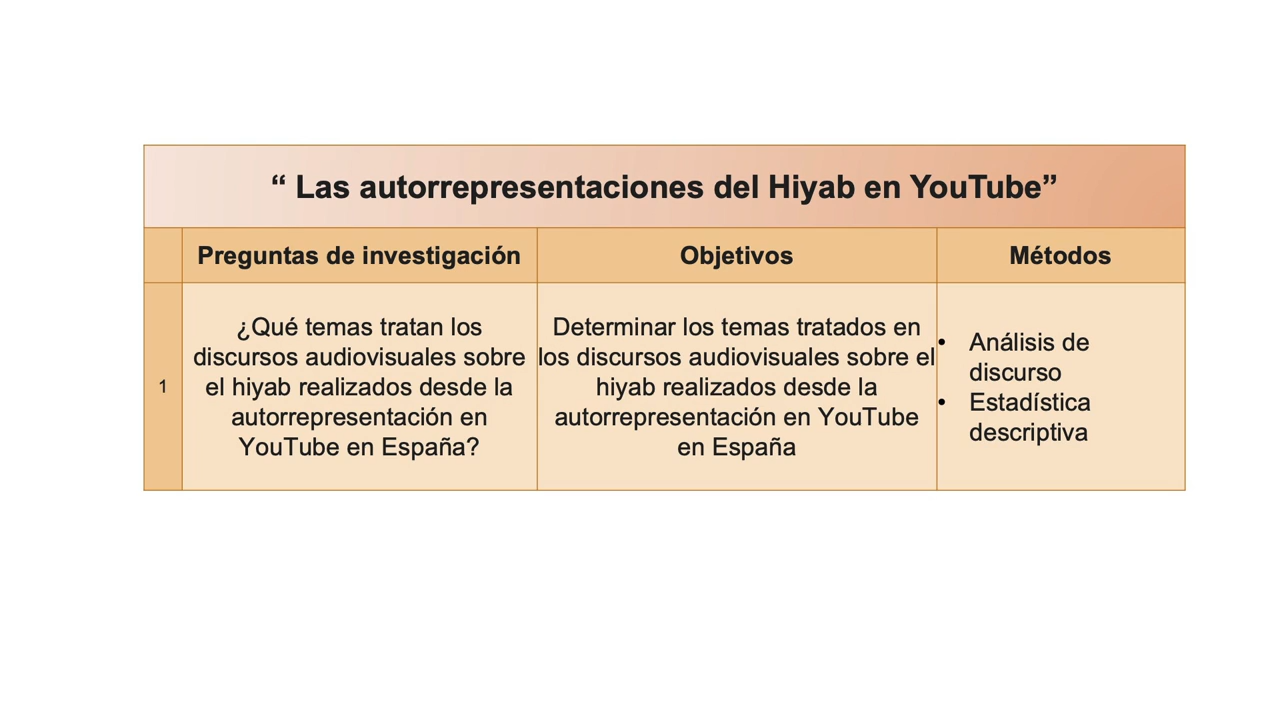 “ Las autorrepresentaciones del Hiyab en YouTube”
Preguntas de investigación
Objetivos
Métodos
1
¿Qué temas tratan los
discursos audiovisuales sobre
el hiyab realizados desde la
autorrepresentación en
YouTube en España?
Determinar los temas tratados en
los discursos audiovisuales sobre el
hiyab realizados desde la
autorrepresentación en YouTube
en España
• Análisis de
discurso
• Estadística
descriptiva